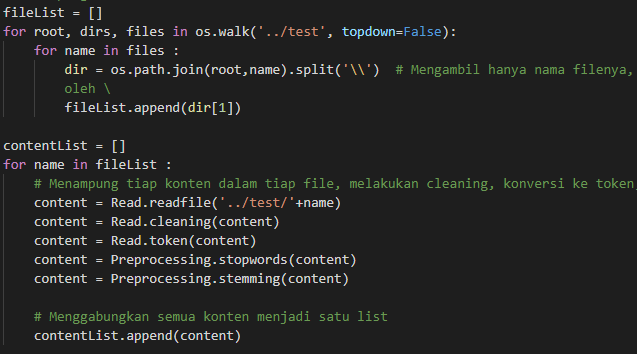 fileList = []
for root, dirs, files in os.walk('../test', topdown=False):
    for name in files :
        dir = os.path.join(root,name).split('\\')  # Mengambil hanya nama filenya,
        oleh \
        fileList.append(dir[1])

contentList = []
for name in fileList :
    # Menampung tiap konten dalam tiap file, melakukan cleaning, konversi ke token,
    content = Read.readfile('../test/'+name)
    content = Read.cleaning(content)
    content = Read.token(content)
    content = Preprocessing.stopwords(content)
    content = Preprocessing.stemming(content)

    # Menggabungkan semua konten menjadi satu list
    contentList.append(content)